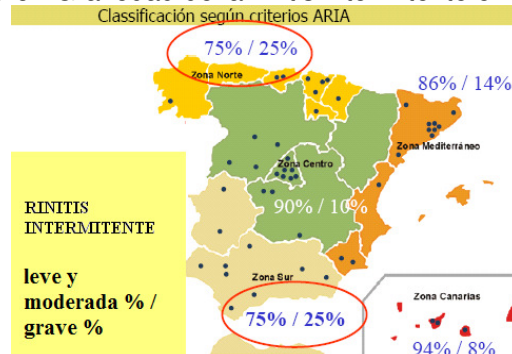 Classificación según criterios ARIA
75% / 25%
Zona Norte
86% / 14%
Zona Mediterráneo
Zona Centro
90% / 10%
RINITIS
INTERMITENTE
leve y
moderada % /
grave %
Zona Sur
75% / 25%
Zona Canarias
94% / 8%